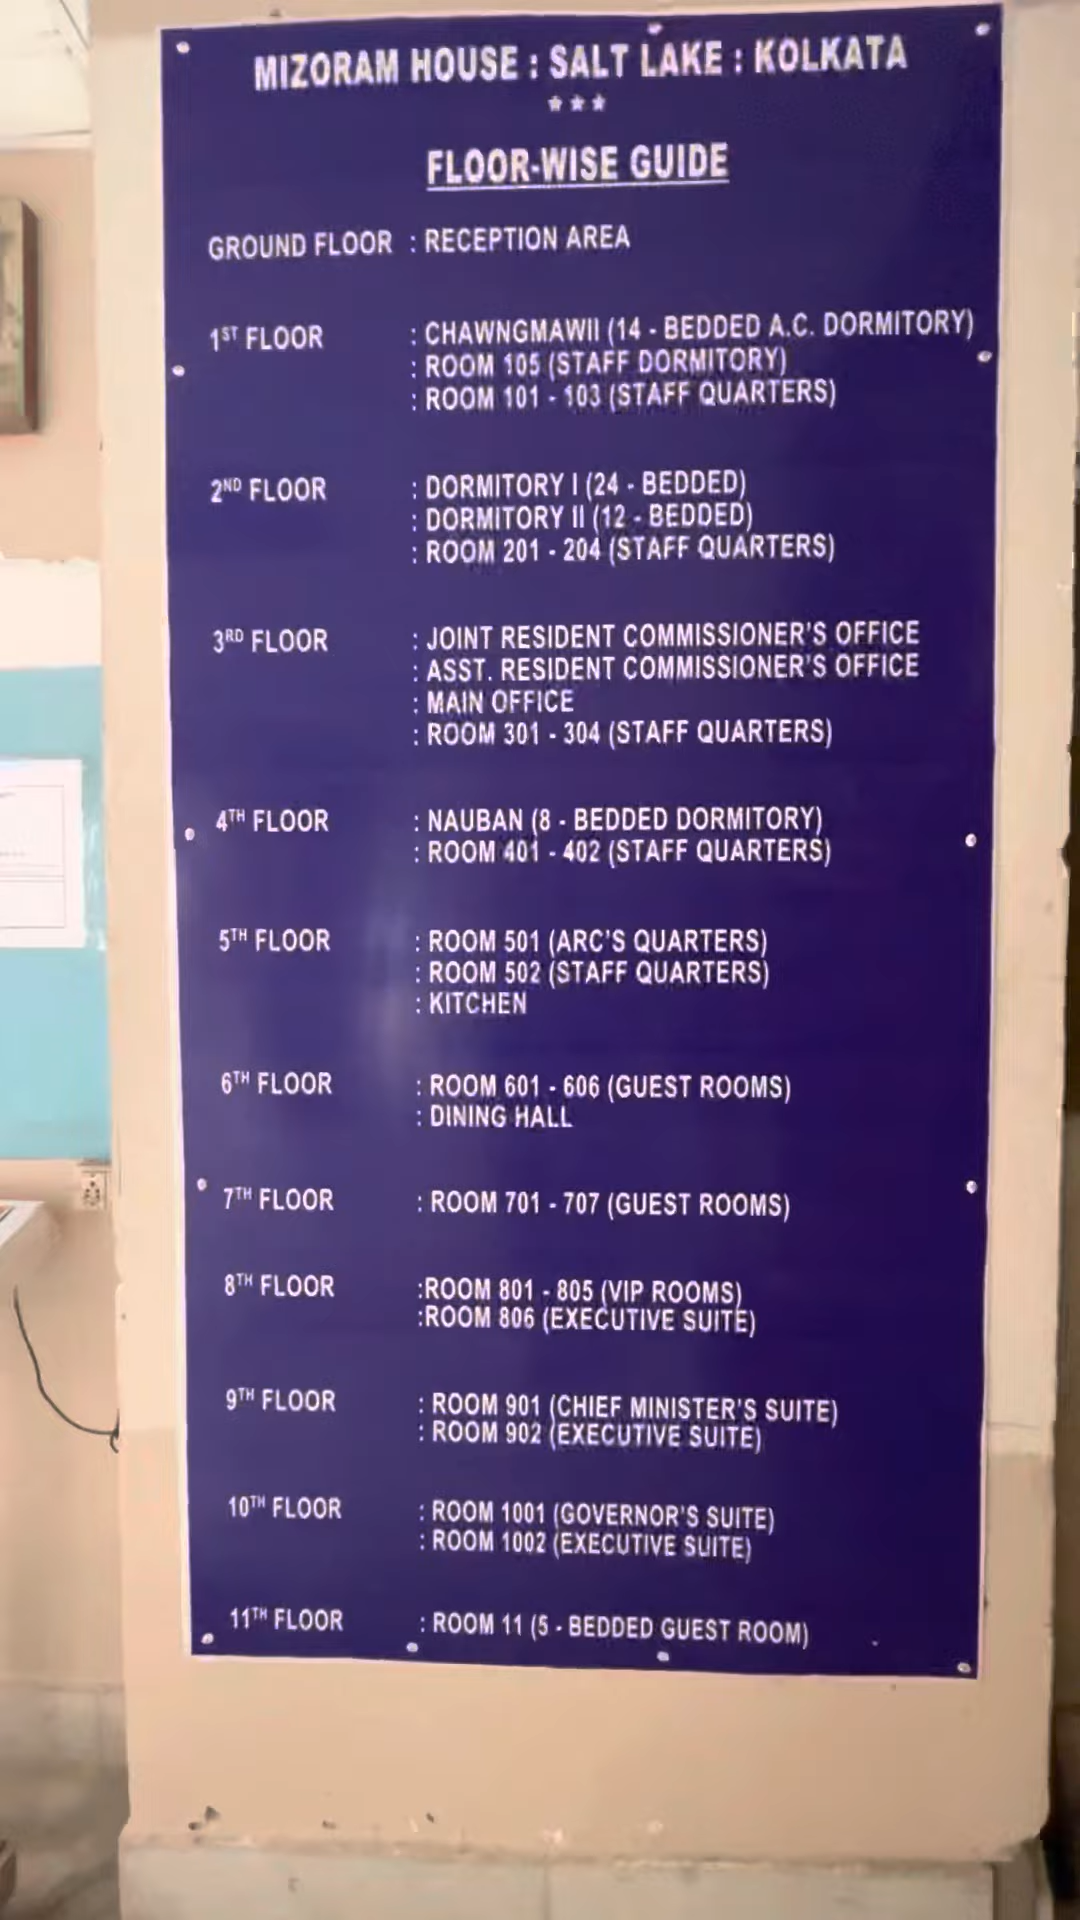 MIZORAM HOUSE : SALT LAKE : KOLKATA
***
FLOOR-WISE GUIDE
GROUND FLOOR : RECEPTION AREA
1ST FLOOR : CHAWNGMAWII (14 - BEDDED A.C. DORMITORY)
: ROOM 105 (STAFF DORMITORY)
: ROOM 101 - 103 (STAFF QUARTERS)
2ND FLOOR : DORMITORY I (24 - BEDDED)
: DORMITORY II (12 - BEDDED)
: ROOM 201 - 204 (STAFF QUARTERS)
3RD FLOOR : JOINT RESIDENT COMMISSIONER'S OFFICE
: ASST. RESIDENT COMMISSIONER'S OFFICE
: MAIN OFFICE
: ROOM 301 - 304 (STAFF QUARTERS)
4TH FLOOR : NAUBAN (8 - BEDDED DORMITORY)
: ROOM 401 - 402 (STAFF QUARTERS)
5TH FLOOR : ROOM 501 (ARC'S QUARTERS)
: ROOM 502 (STAFF QUARTERS)
: KITCHEN
6TH FLOOR : ROOM 601 - 606 (GUEST ROOMS)
: DINING HALL
7TH FLOOR : ROOM 701 - 707 (GUEST ROOMS)
8TH FLOOR :ROOM 801 - 805 (VIP ROOMS)
:ROOM 806 (EXECUTIVE SUITE)
9TH FLOOR : ROOM 901 (CHIEF MINISTER'S SUITE)
: ROOM 902 (EXECUTIVE SUITE)
10TH FLOOR : ROOM 1001 (GOVERNOR'S SUITE)
: ROOM 1002 (EXECUTIVE SUITE)
11TH FLOOR : ROOM 11 (5 - BEDDED GUEST ROOM)